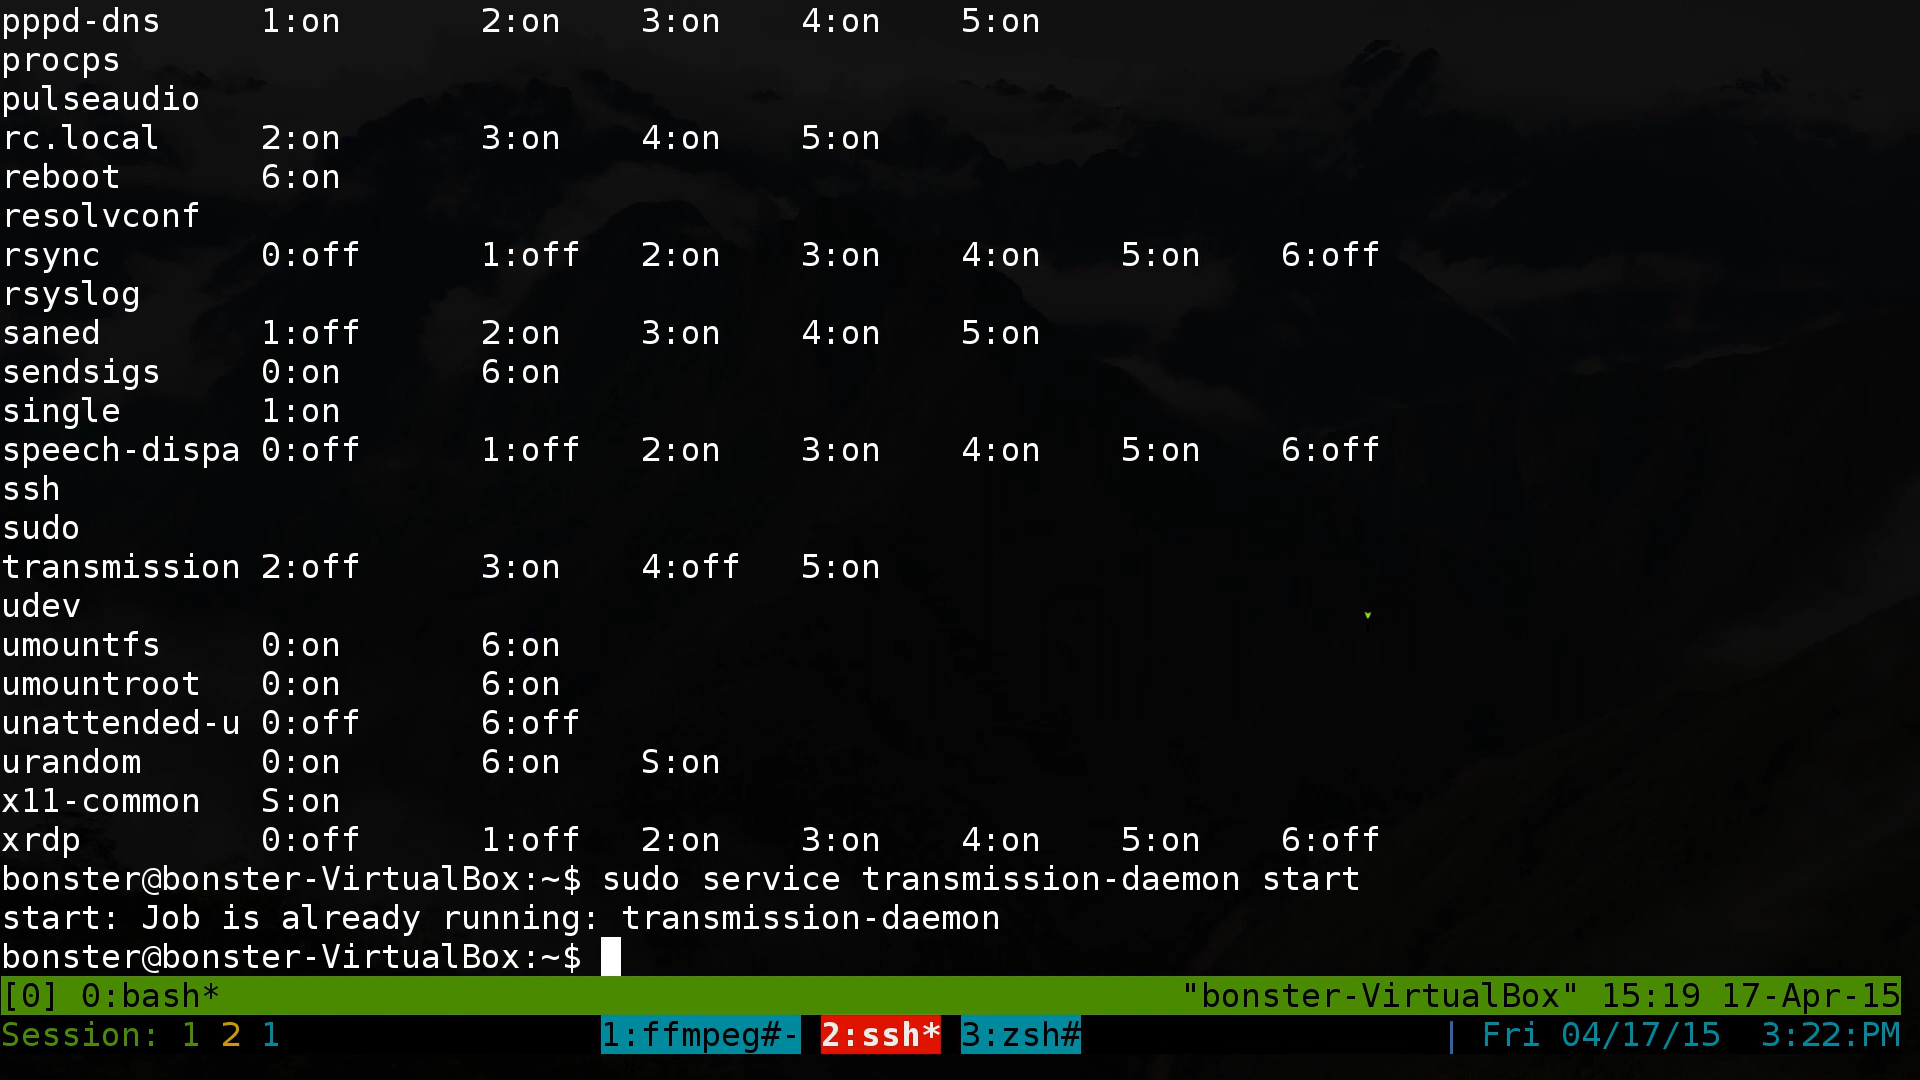 pppd-dns 1:on 2:on 3:on 4:on 5:on
procps
pulseaudio
rc.local 2:on 3:on 4:on 5:on
reboot 6:on
resolvconf
rsync 0:off 1:off 2:on 3:on 4:on 5:on 6:off
rsyslog
saned 1:off 2:on 3:on 4:on 5:on
sendsigs 0:on 6:on
single 1:on
speech-dispa 0:off 1:off 2:on 3:on 4:on 5:on 6:off
ssh
sudo
transmission 2:off 3:on 4:off 5:on
udev
umountfs 0:on 6:on
umountroot 0:on 6:on
unattended-u 0:off 6:off
urandom 0:on 6:on S:on
x11-common S:on
xrdp 0:off 1:off 2:on 3:on 4:on 5:on 6:off
bonster@bonster-VirtualBox:~$ sudo service transmission-daemon start
start: Job is already running: transmission-daemon
bonster@bonster-VirtualBox:~$
[0] 0:bash* "bonster-VirtualBox" 15:19 17-Apr-15
Session: 1 2 1 1:ffmpeg#- 2:ssh* 3:zsh# | Fri 04/17/15 3:22:PM